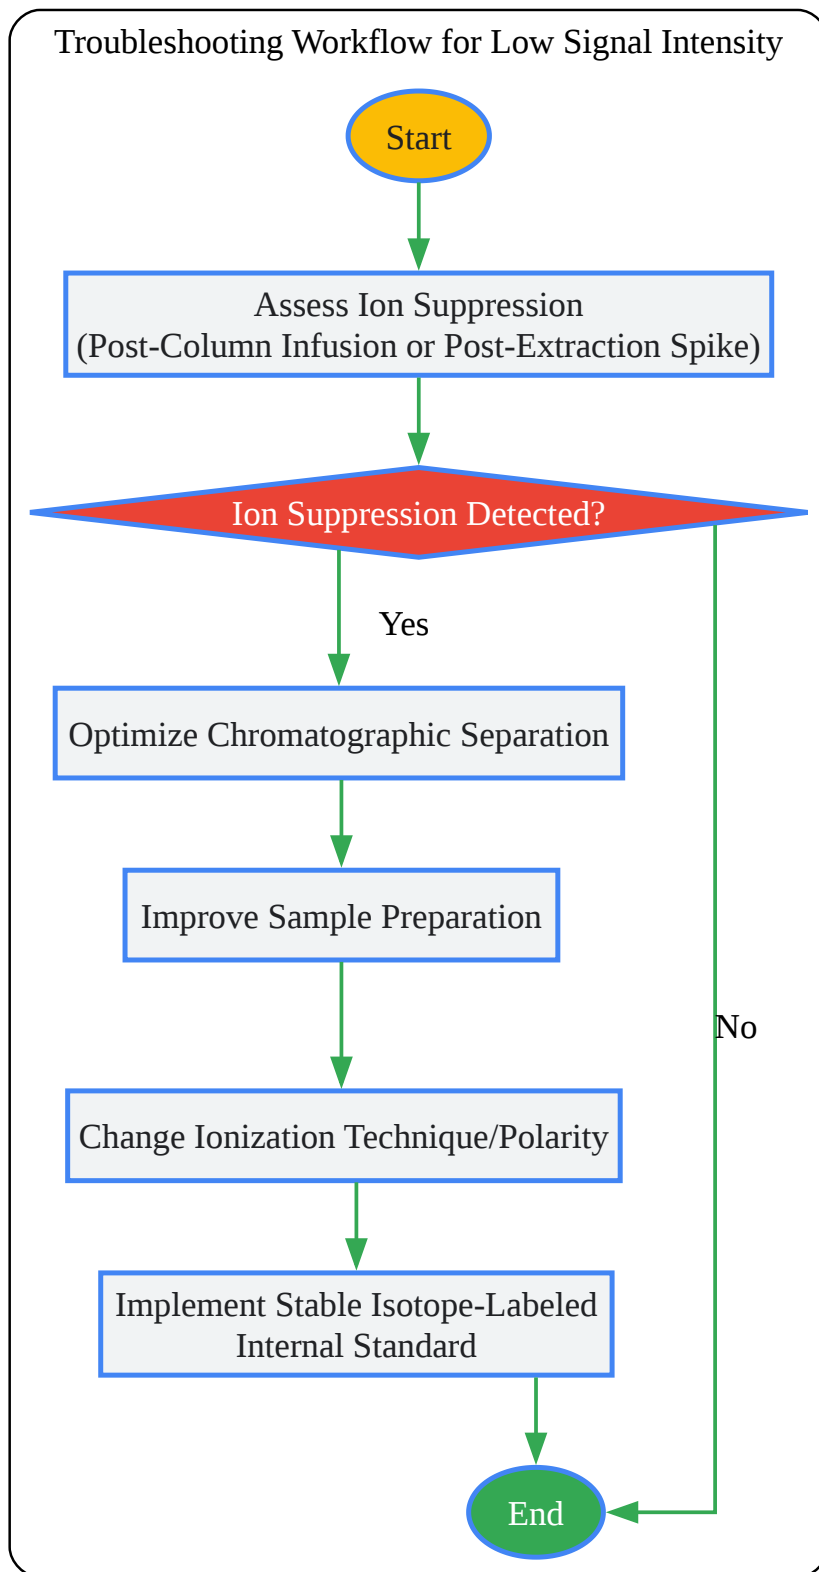 Troubleshooting Workflow for Low Signal Intensity
Start
Assess Ion Suppression
(Post-Column Infusion or Post-Extraction Spike)
Ion Suppression Detected?
Yes
Optimize Chromatographic Separation
Improve Sample Preparation
No
Change Ionization Technique/Polarity
Implement Stable Isotope-Labeled
Internal Standard
End